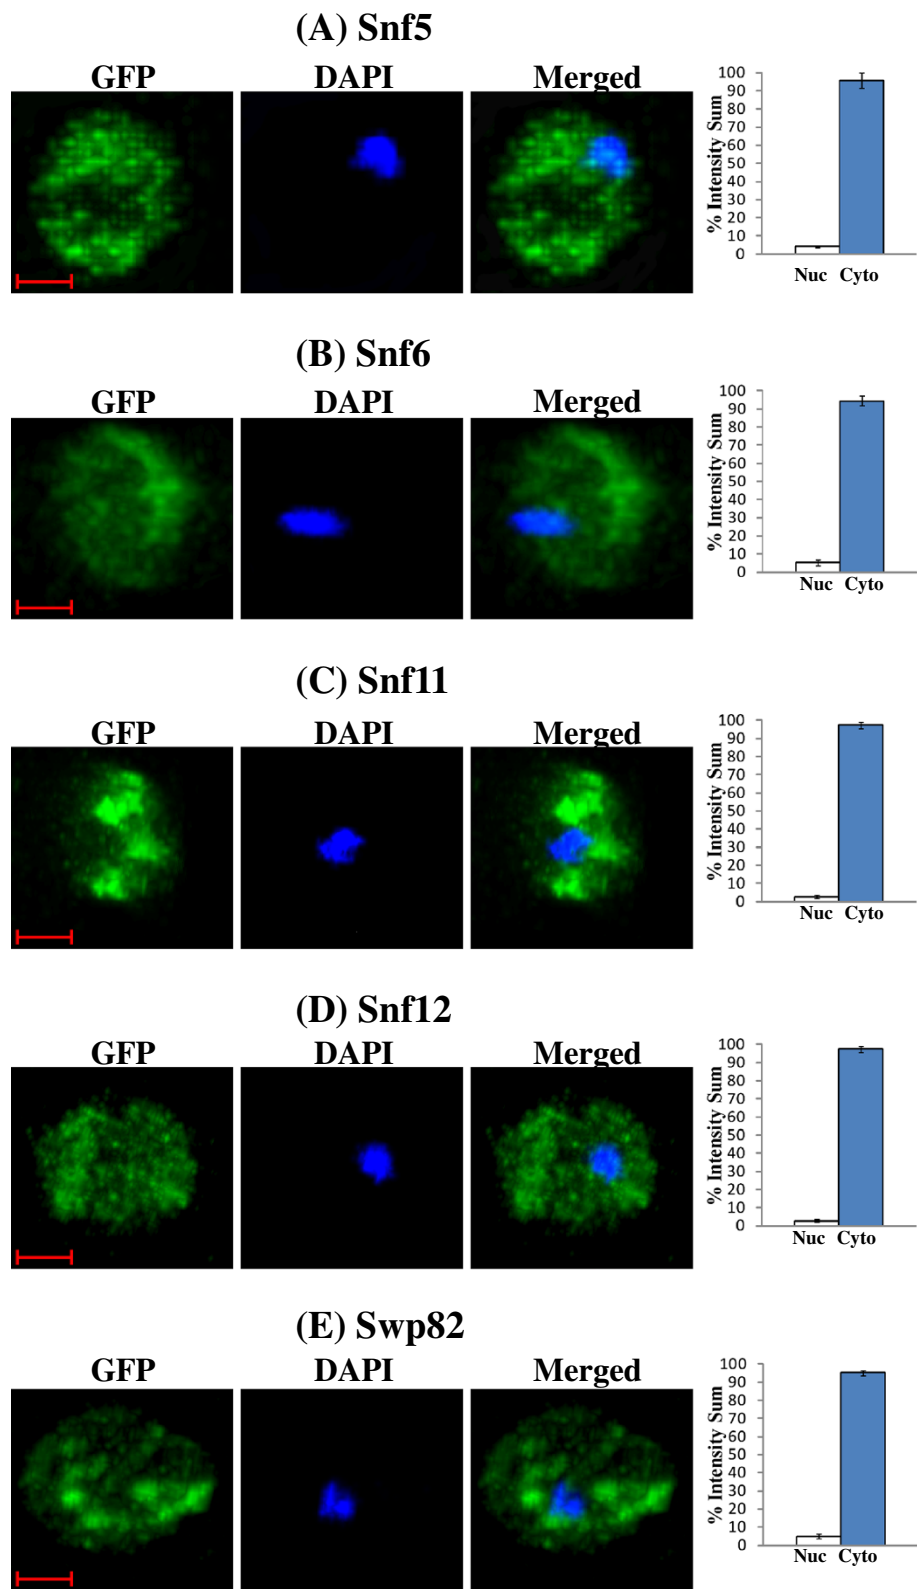 (A) Snf5
GFP DAPI Merged
% Intensity Sum
100
90
80
70
60
50
40
30
20
10
0
Nuc Cyto
(B) Snf6
GFP DAPI Merged
% Intensity Sum
100
90
80
70
60
50
40
30
20
10
0
Nuc Cyto
(C) Snf11
GFP DAPI Merged
% Intensity Sum
100
90
80
70
60
50
40
30
20
10
0
Nuc Cyto
(D) Snf12
GFP DAPI Merged
% Intensity Sum
100
90
80
70
60
50
40
30
20
10
0
Nuc Cyto
(E) Swp82
GFP DAPI Merged
% Intensity Sum
100
90
80
70
60
50
40
30
20
10
0
Nuc Cyto